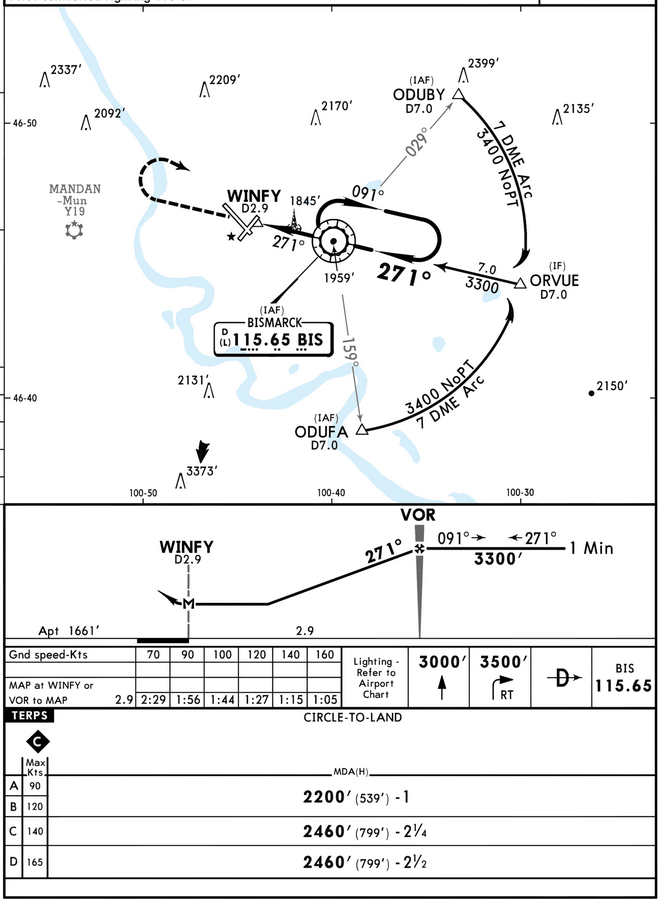 2399'
2337'
2209'
2092'
2170'
2135'
(IAF)
ODUBY
D7.0
46-50
029°
7 DME Arc
3400 NoPT
MANDAN
-Mun
Y19
WINFY
D2.9
1845'
091°
271°
271°
1959'
7.0
3300
(IF)
ORVUE
D7.0
(IAF)
BISMARCK
D
(L) 115.65 BIS
159°
2131'
3400 NoPT
7 DME Arc
2150'
46-40
(IAF)
ODUFA
D7.0
3373'
100-50
100-40
100-30
VOR
WINFY
D2.9
271°
091°
271°
3300'
1 Min
M
Apt 1661'
2.9
Gnd speed-Kts 70 90 100 120 140 160
MAP at WINFY or
VOR to MAP 2.9 2:29 1:56 1:44 1:27 1:15 1:05
Lighting -
Refer to
Airport
Chart
3000'
3500'
RT
D
BIS
115.65
TERPS
CIRCLE-TO-LAND
C
Max
Kts
MDA(H)
A 90
B 120
2200' (539') -1
C 140 2460' (799') -2¼
D 165 2460' (799') -2½